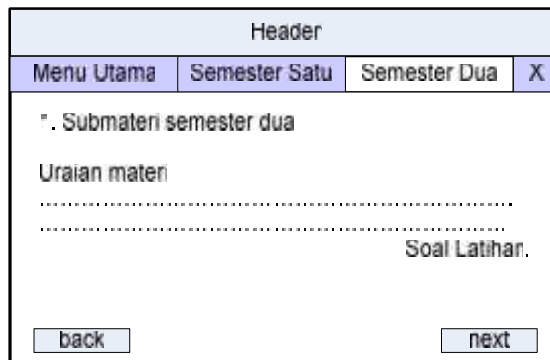 Header
Menu Utama Semester Satu Semester Dua X
*. Submateri semester dua
Uraian materi
................................................................
...............................................................
Soal Latihan.
back next